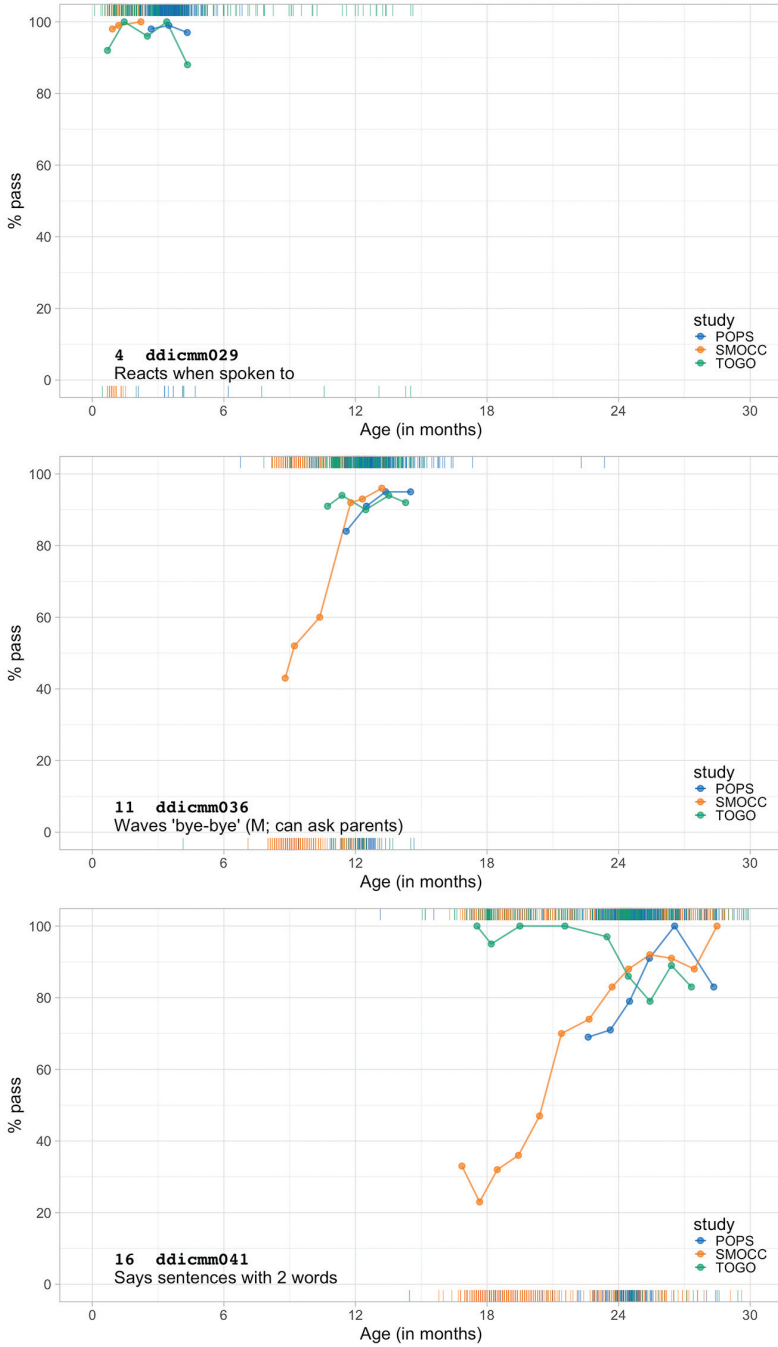 100
80
60
40
20
0
% pass
4 ddicmm029
Reacts when spoken to
study
POPS
SMOCC
TOGO
0 6 12 18 24 30
Age (in months)
100
80
60
40
20
0
% pass
11 ddicmm036
Waves 'bye-bye' (M; can ask parents)
study
POPS
SMOCC
TOGO
0 6 12 18 24 30
Age (in months)
100
80
60
40
20
0
% pass
16 ddicmm041
Says sentences with 2 words
study
POPS
SMOCC
TOGO
0 6 12 18 24 30
Age (in months)